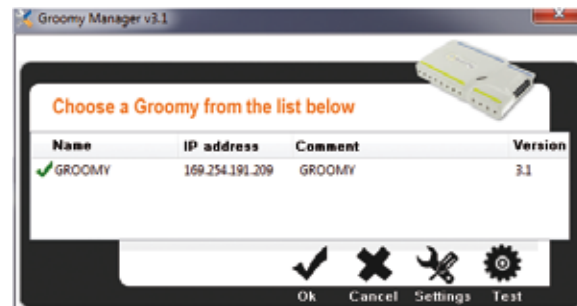 Groomy Manager v3.1
Choose a Groomy from the list below
Name IP address Comment Version
GROOMY 169.254.191.209 GROOMY 3.1
Ok Cancel Settings Test